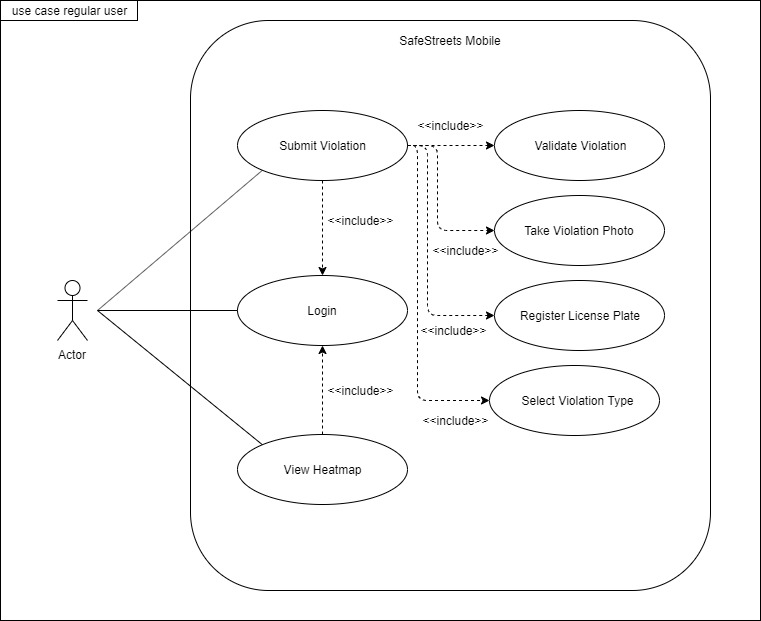 use case regular user
SafeStreets Mobile
Submit Violation
<<include>>
Validate Violation
<<include>>
Take Violation Photo
<<include>>
Actor
Login
Register License Plate
<<include>>
<<include>>
Select Violation Type
<<include>>
View Heatmap